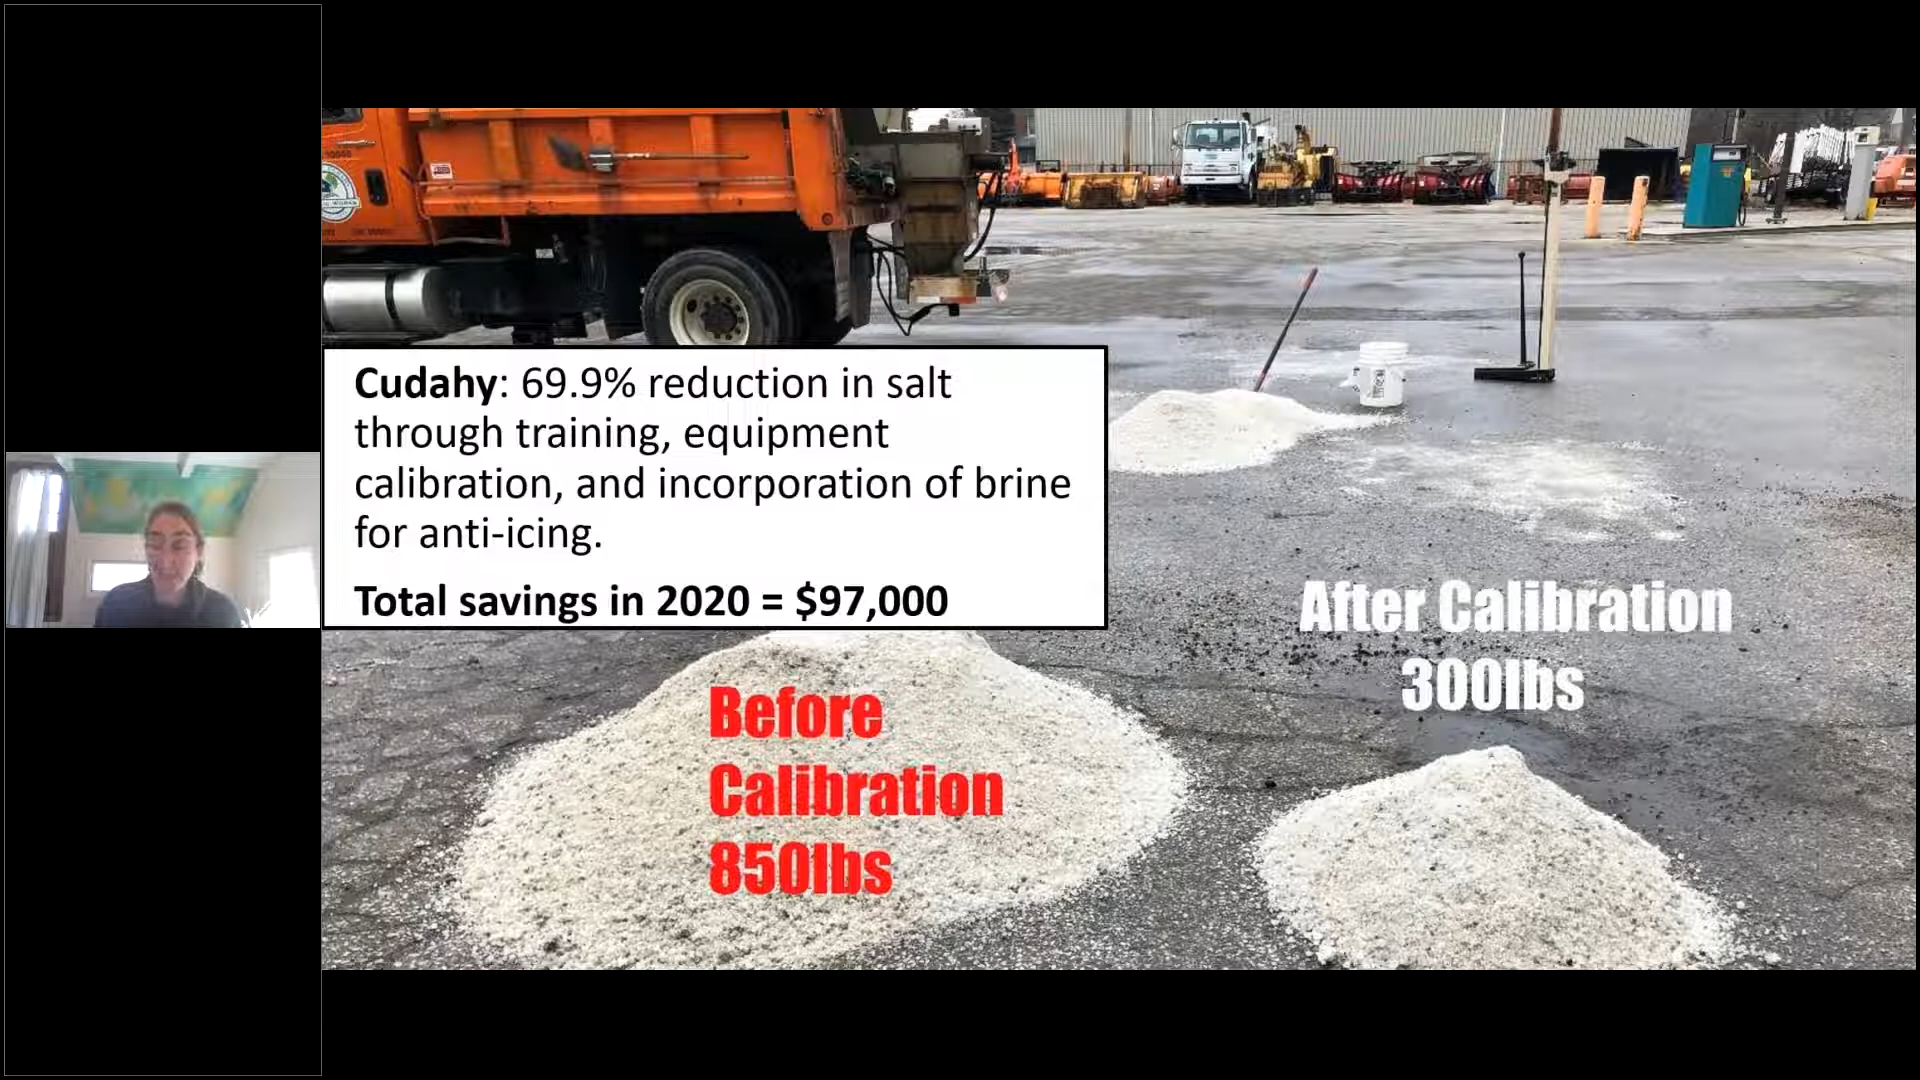 Cudahy: 69.9% reduction in salt
through training, equipment
calibration, and incorporation of brine
for anti-icing.
Total savings in 2020 = $97,000
Before
Calibration
850lbs
After Calibration
300lbs